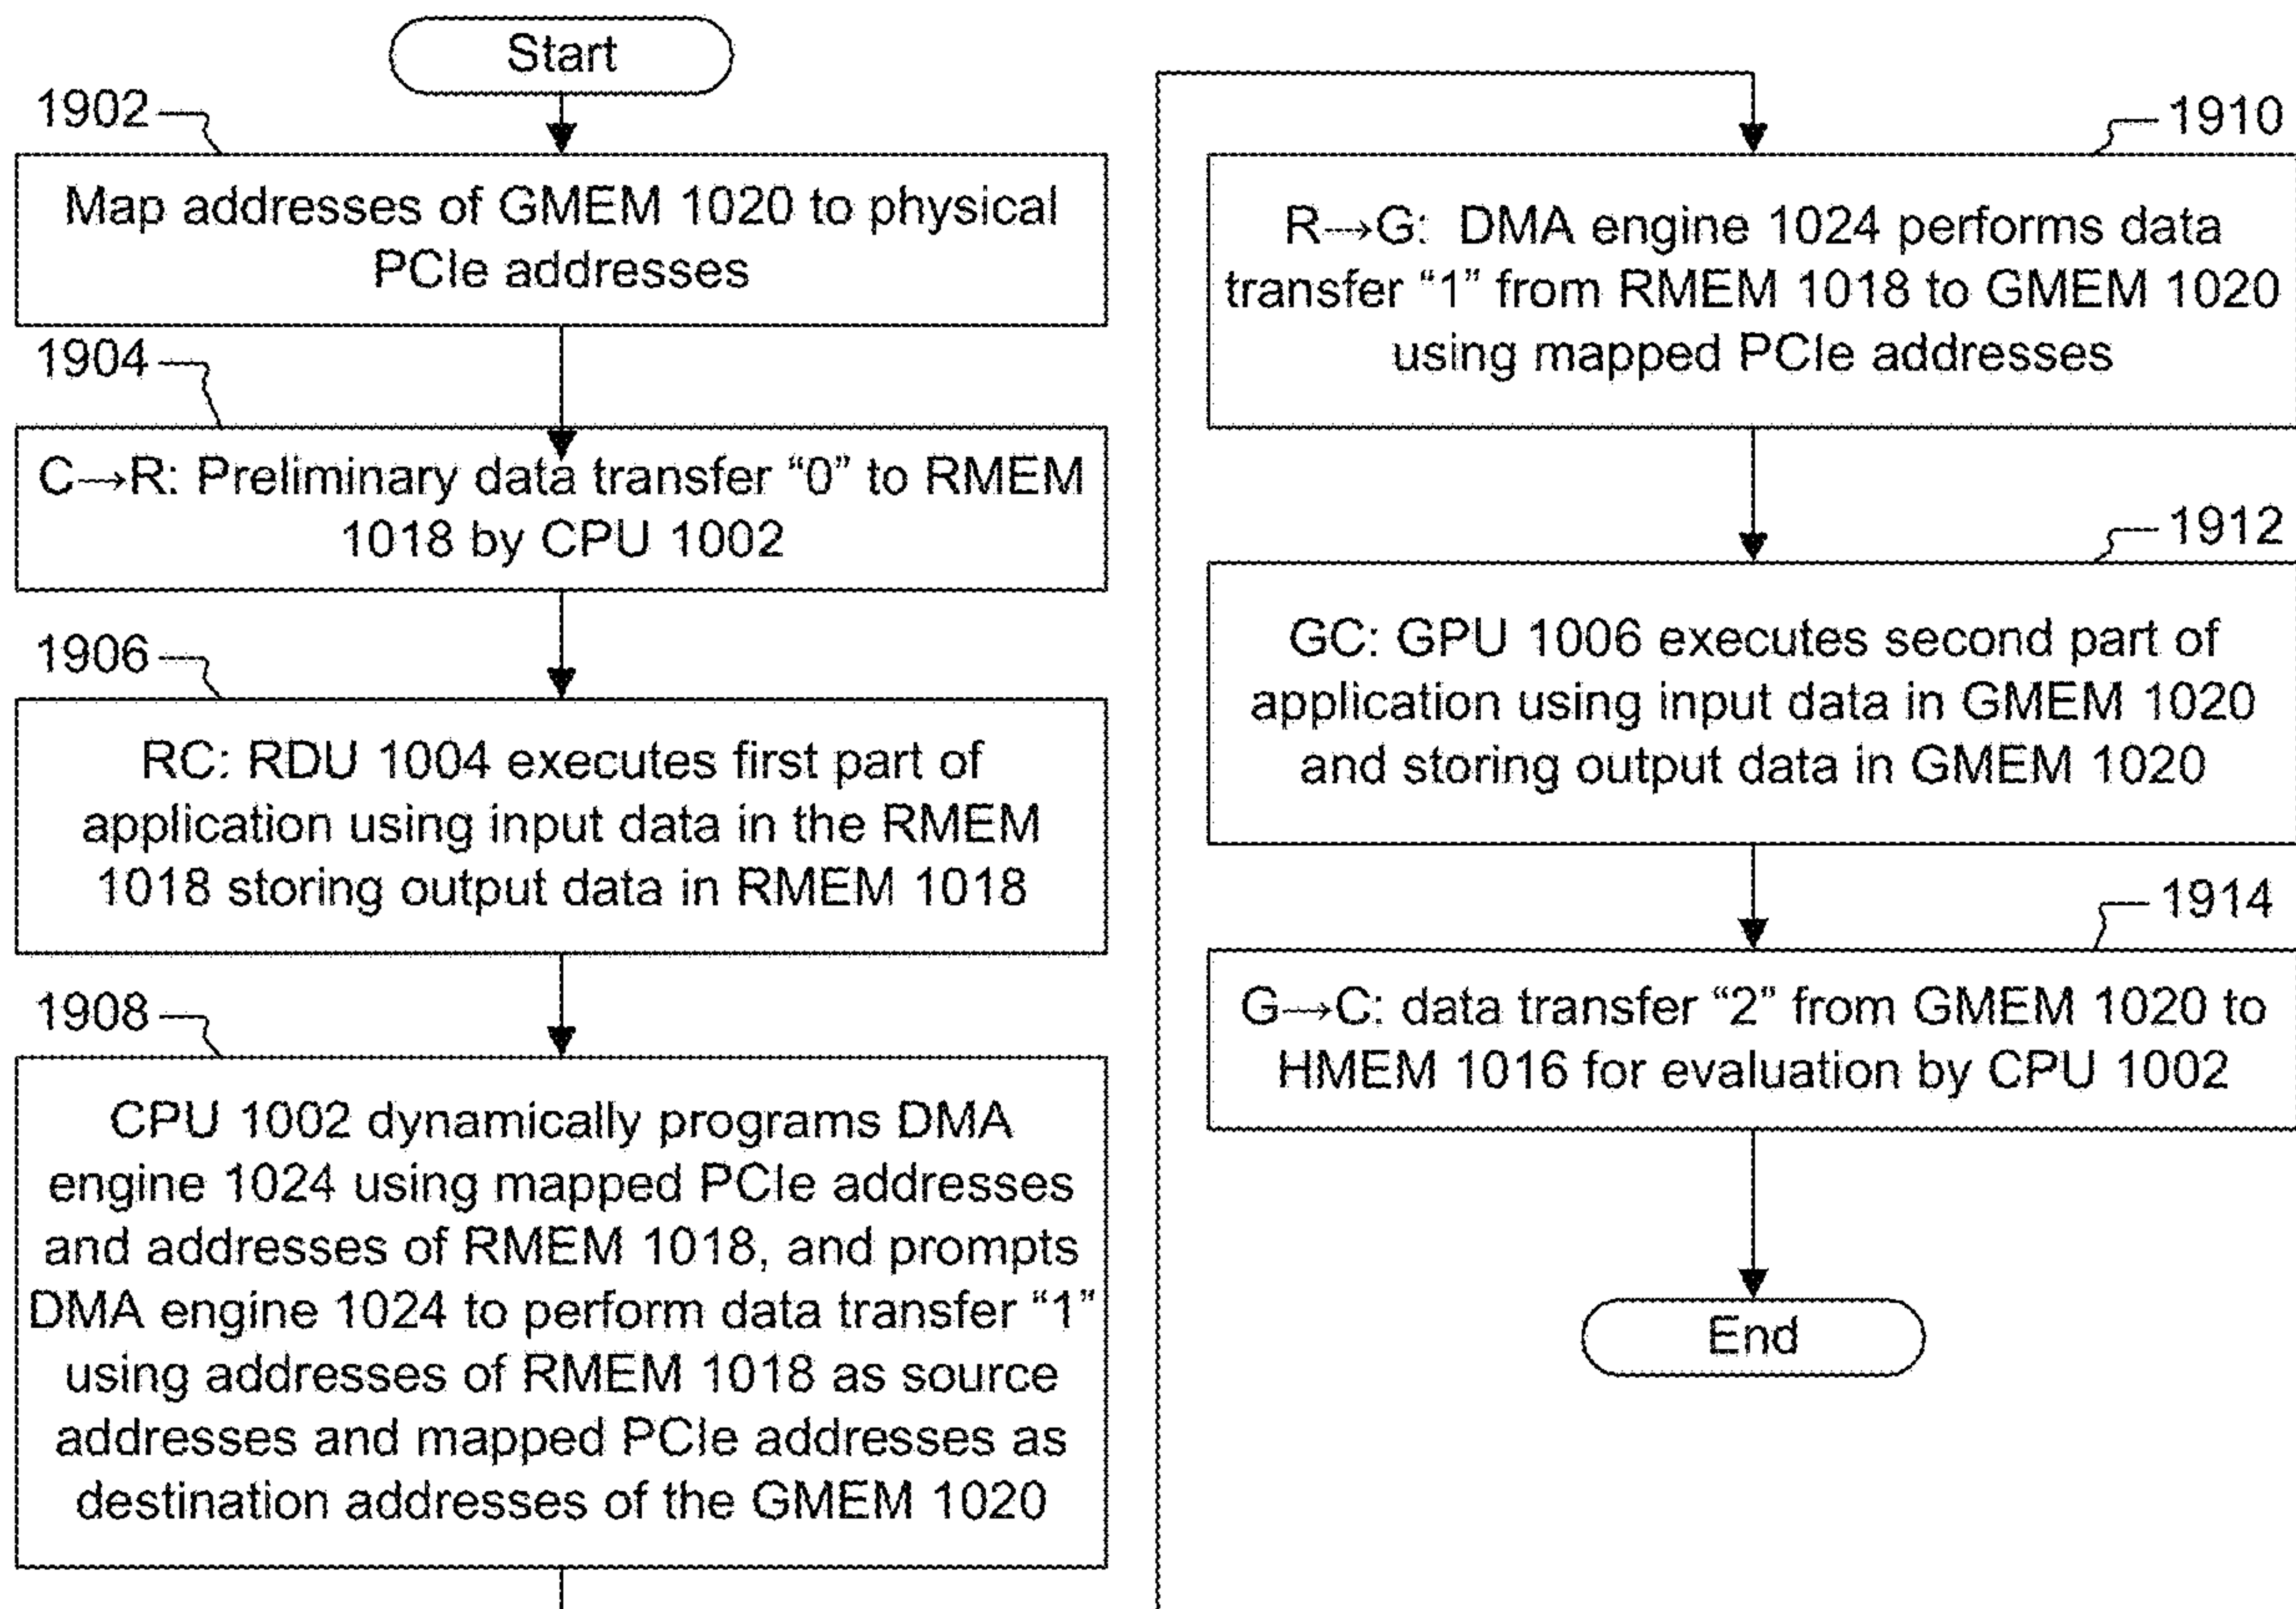 Start
1902
Map addresses of GMEM 1020 to physical
PCIe addresses
1904
C→R: Preliminary data transfer “0” to RMEM
1018 by CPU 1002
1906
RC: RDU 1004 executes first part of
application using input data in the RMEM
1018 storing output data in RMEM 1018
1908
CPU 1002 dynamically programs DMA
engine 1024 using mapped PCIe addresses
and addresses of RMEM 1018, and prompts
DMA engine 1024 to perform data transfer “1”
using addresses of RMEM 1018 as source
addresses and mapped PCIe addresses as
destination addresses of the GMEM 1020
1910
R→G: DMA engine 1024 performs data
transfer “1” from RMEM 1018 to GMEM 1020
using mapped PCIe addresses
1912
GC: GPU 1006 executes second part of
application using input data in GMEM 1020
and storing output data in GMEM 1020
1914
G→C: data transfer “2” from GMEM 1020 to
HMEM 1016 for evaluation by CPU 1002
End